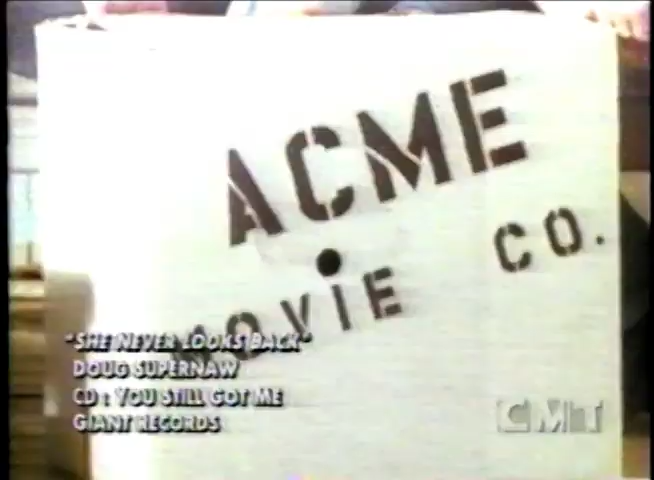 ACME
MOVIE CO.
"SHE NEVER LOOKS BACK"
DOUG SUPERNAW
CD : YOU STILL GOT ME
GIANT RECORDS
CMT